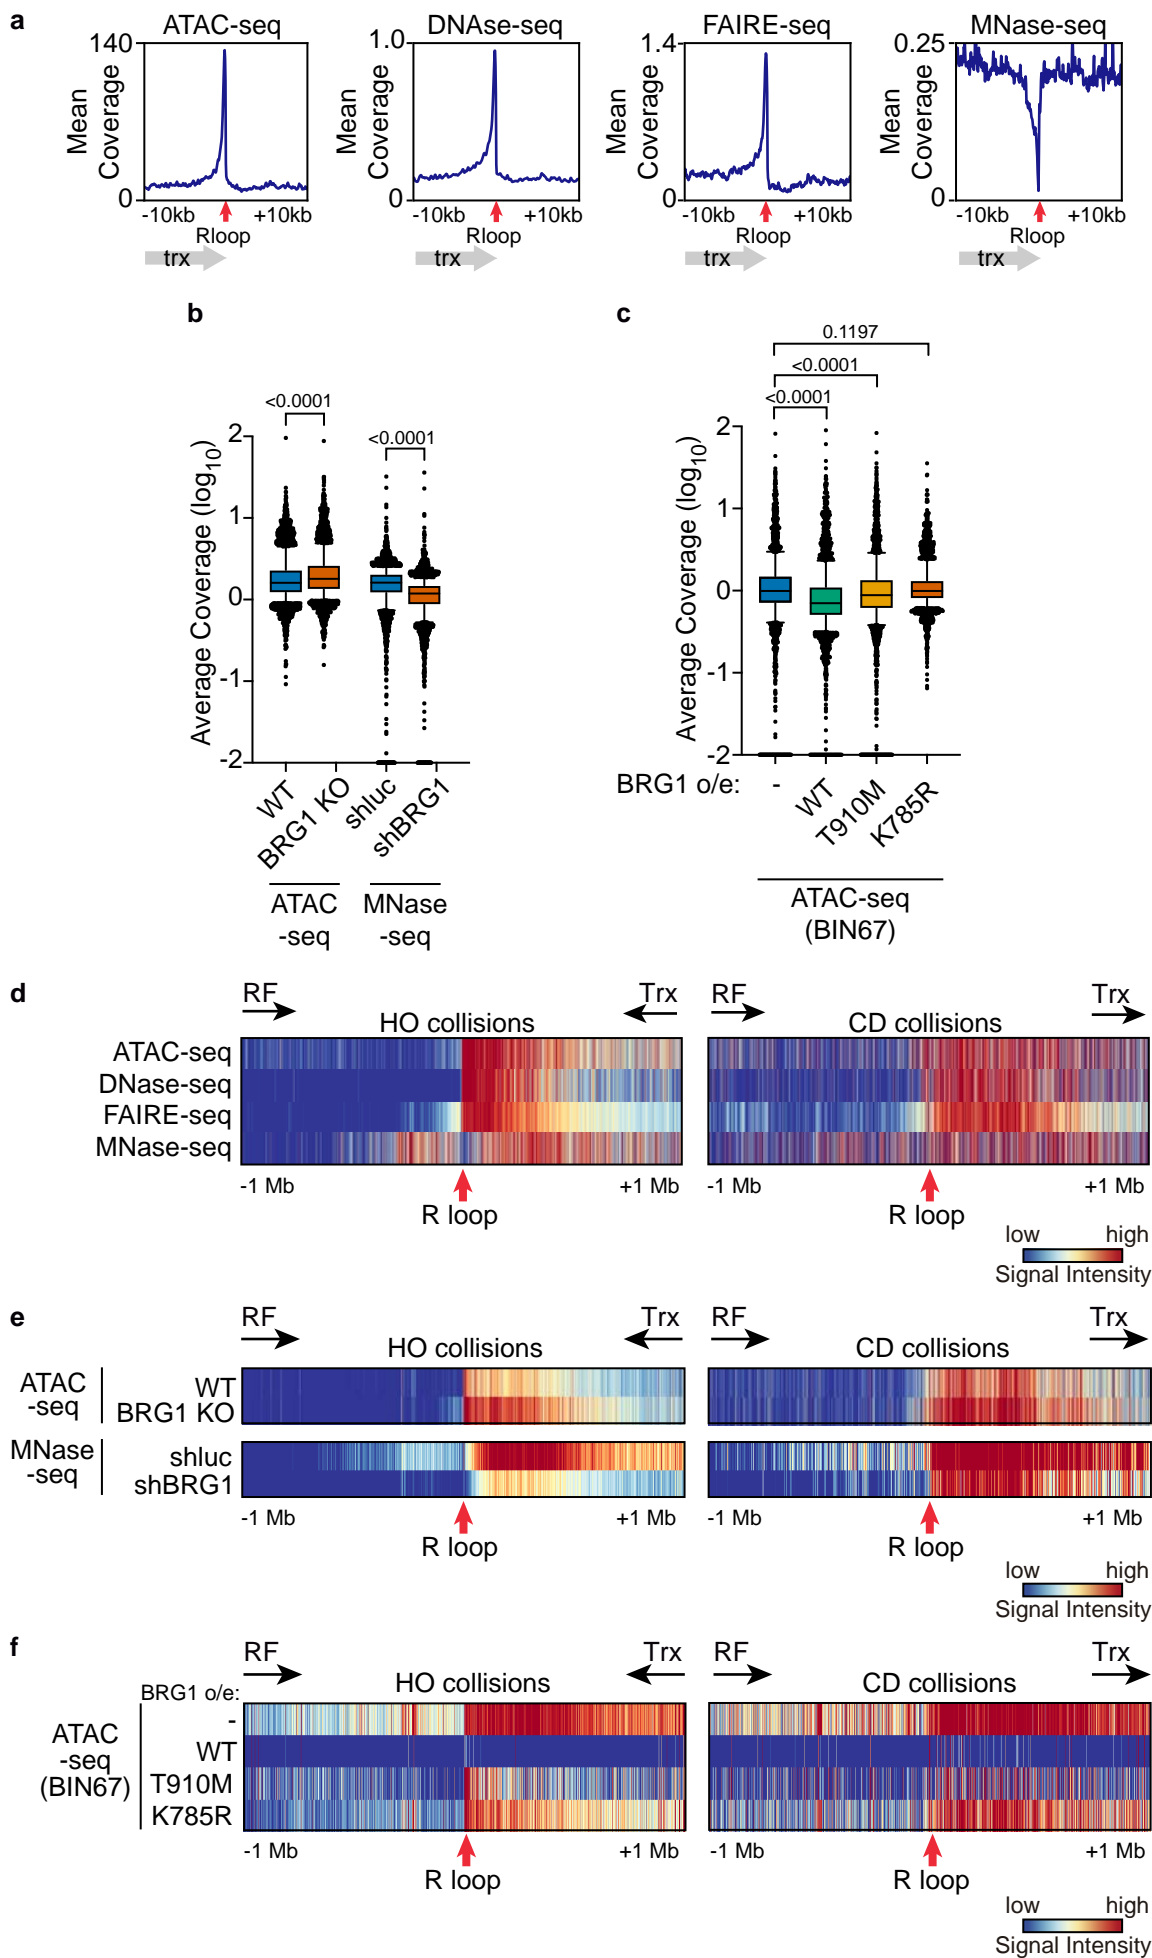 a
ATAC-seq
DNAse-seq
FAIRE-seq
MNase-seq
140
Mean
Coverage
0
-10kb
+10kb
Rloop
trx
1.0
Mean
Coverage
0
-10kb
+10kb
Rloop
trx
1.4
Mean
Coverage
0
-10kb
+10kb
Rloop
trx
0.25
Mean
Coverage
0
-10kb
+10kb
Rloop
trx
b
<0.0001
<0.0001
Average Coverage (log10)
2
1
0
-1
-2
WT
BRG1 KO
shluc
shBRG1
ATAC
-seq
MNase
-seq
c
0.1197
<0.0001
<0.0001
Average Coverage (log10)
2
1
0
-1
-2
BRG1 o/e:
-
WT
T910M
K785R
ATAC-seq
(BIN67)
d
RF
HO collisions
Trx
RF
CD collisions
Trx
ATAC-seq
DNase-seq
FAIRE-seq
MNase-seq
-1 Mb
+1 Mb
R loop
-1 Mb
+1 Mb
R loop
low
high
Signal Intensity
e
RF
HO collisions
Trx
RF
CD collisions
Trx
ATAC
-seq
WT
BRG1 KO
MNase
-seq
shluc
shBRG1
-1 Mb
+1 Mb
R loop
-1 Mb
+1 Mb
R loop
low
high
Signal Intensity
f
RF
HO collisions
Trx
RF
CD collisions
Trx
BRG1 o/e:
ATAC
-seq
(BIN67)
-
WT
T910M
K785R
-1 Mb
+1 Mb
R loop
-1 Mb
+1 Mb
R loop
low
high
Signal Intensity